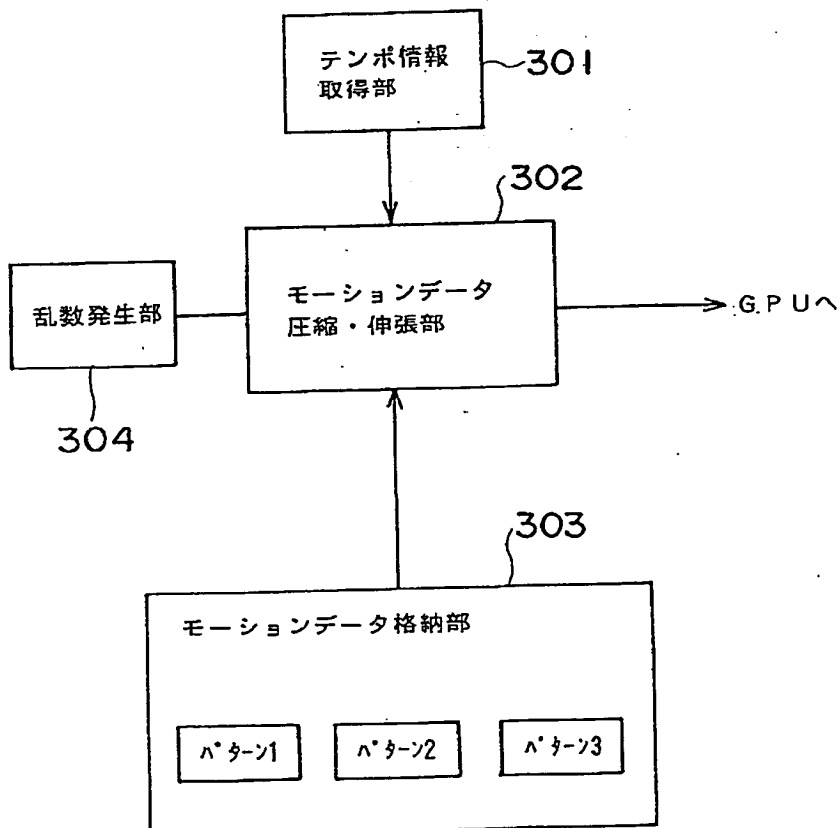 テンポ情報
取得部
301
302
モーションデータ
圧縮・伸張部
GPUへ
乱数発生部
304
303
モーションデータ格納部
パターン1
パターン2
パターン3